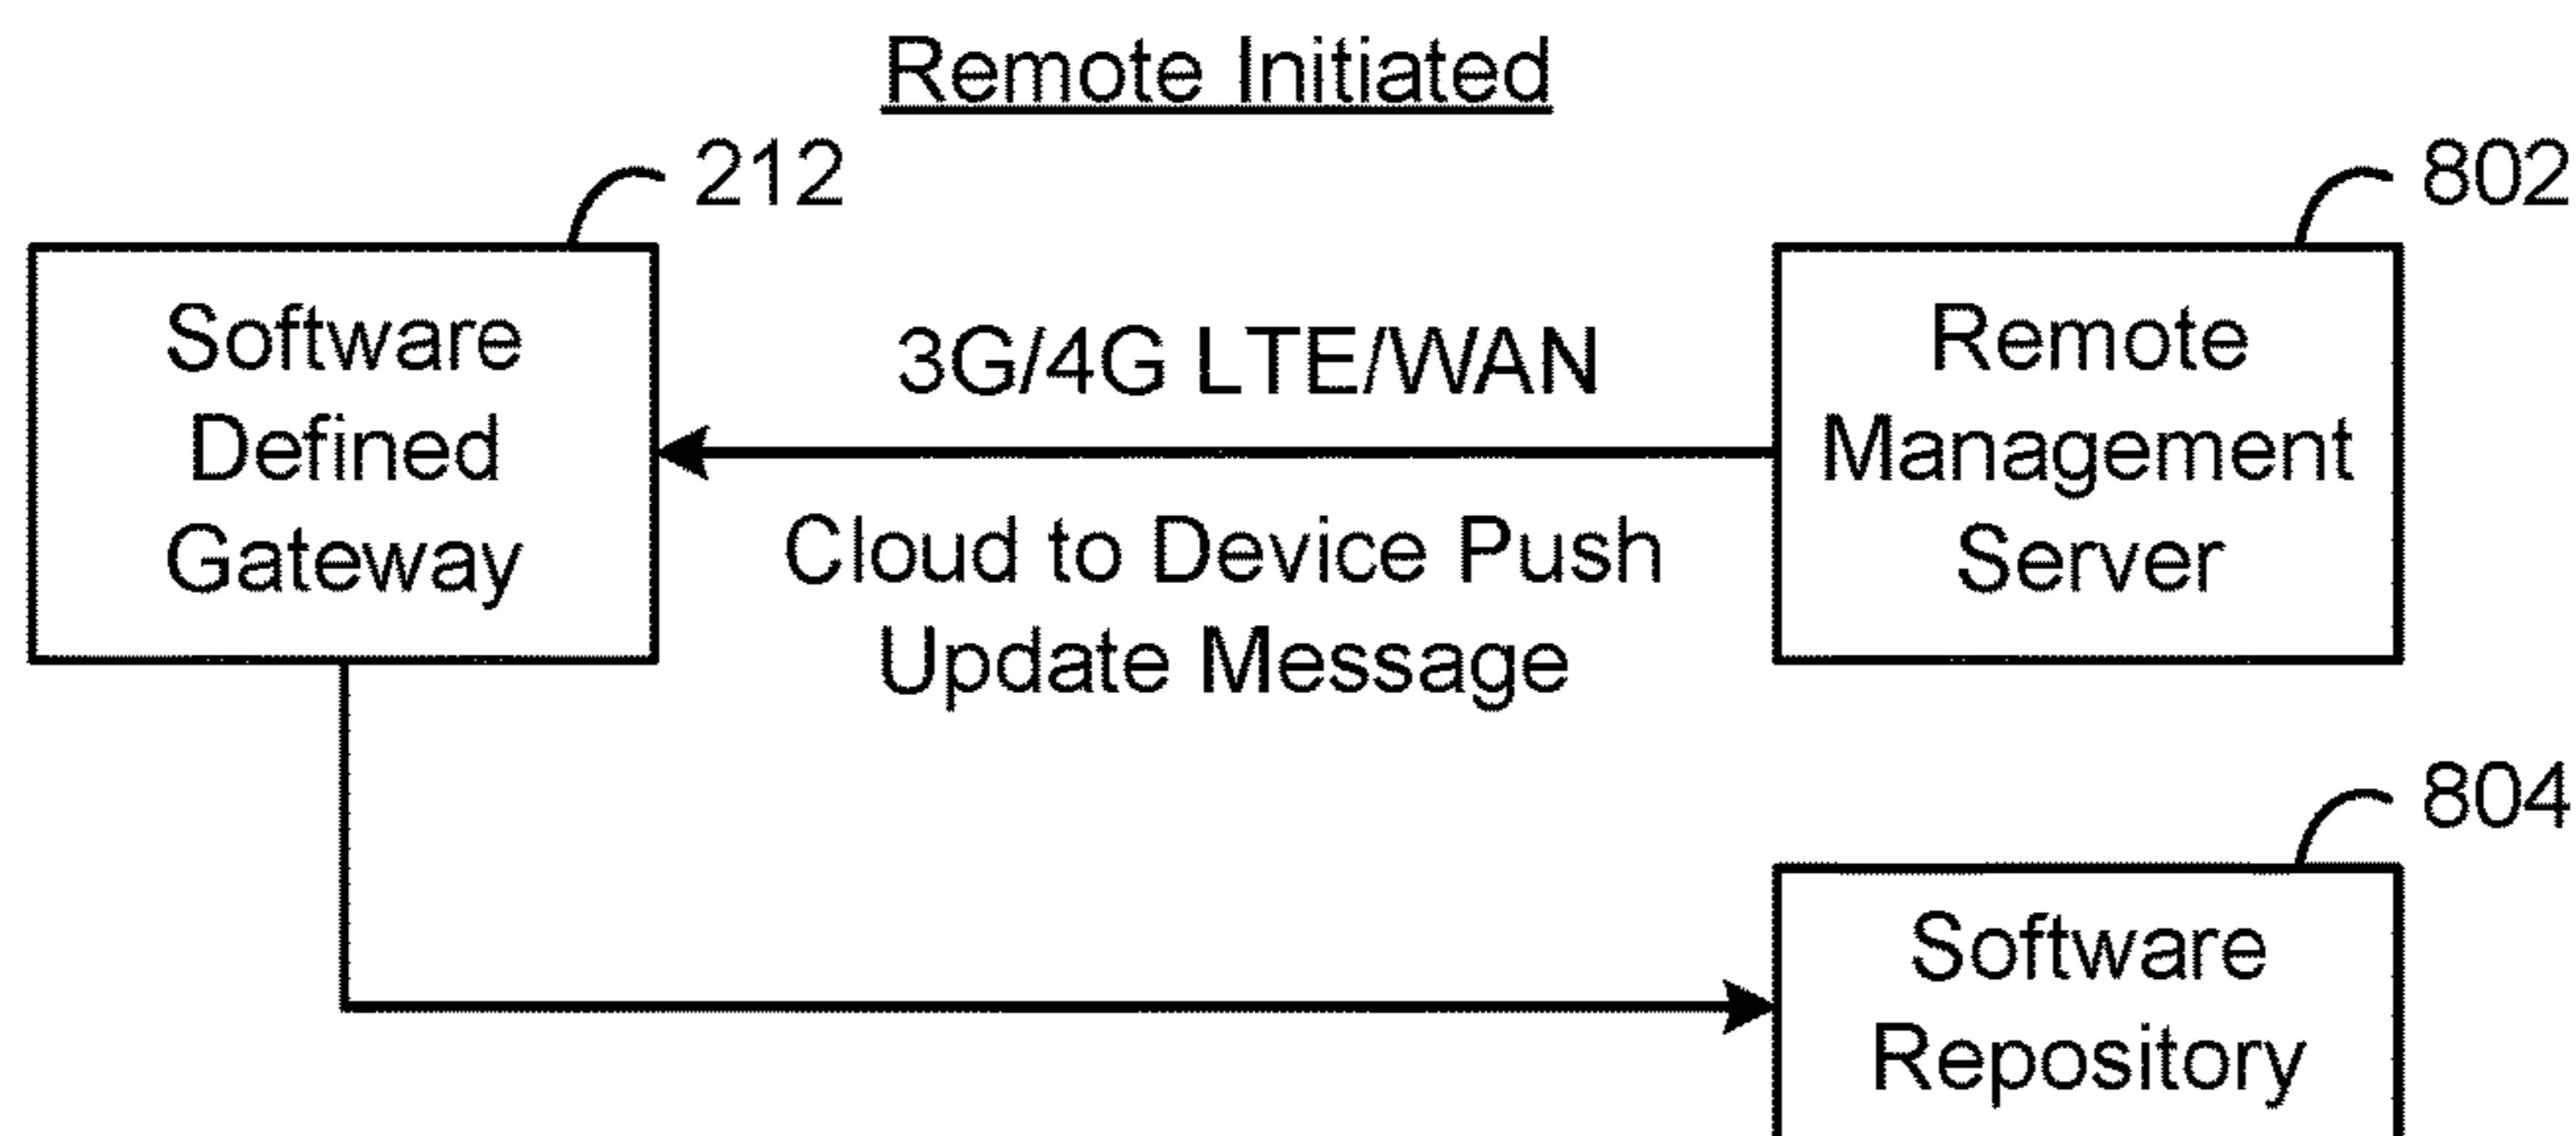 Remote Initiated
212
802
Software
Defined
Gateway
3G/4G LTE/WAN
Cloud to Device Push
Update Message
Remote
Management
Server
804
Software
Repository